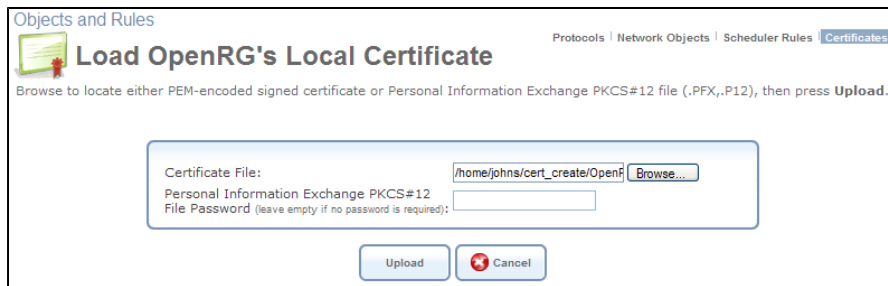 Objects and Rules
Protocols | Network Objects | Scheduler Rules | Certificates
Load OpenRG's Local Certificate
Browse to locate either PEM-encoded signed certificate or Personal Information Exchange PKCS#12 file (.PFX,.P12), then press Upload.
Certificate File: /home/johns/cert_create/OpenR Browse...
Personal Information Exchange PKCS#12
File Password (leave empty if no password is required):
Upload Cancel